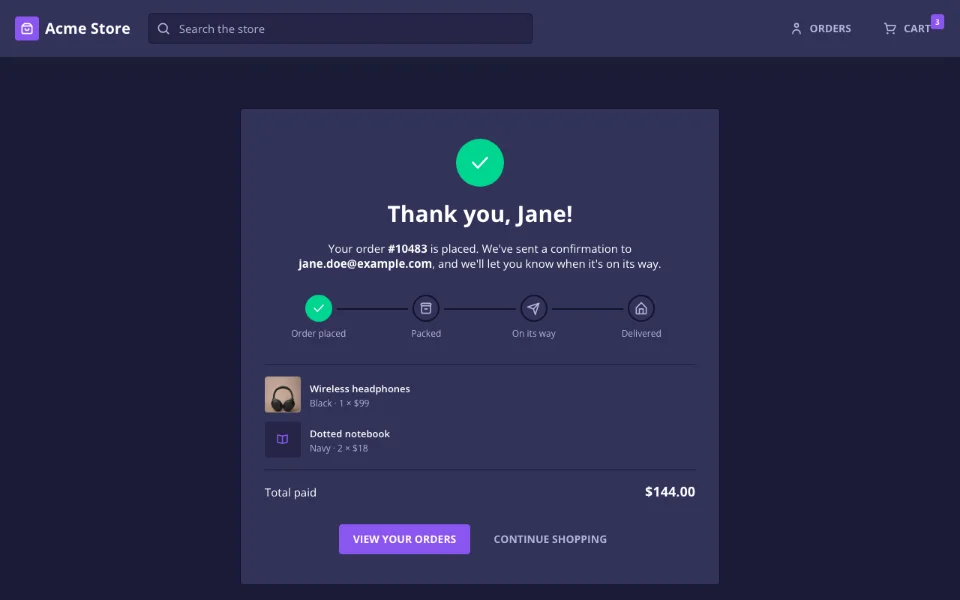 Acme Store
Search the store
ORDERS
CART
3
Thank you, Jane!
Your order #10483 is placed. We've sent a confirmation to
jane.doe@example.com, and we'll let you know when it's on its way.
Order placed
Packed
On its way
Delivered
Wireless headphones
Black · 1 × $99
Dotted notebook
Navy · 2 × $18
Total paid
$144.00
VIEW YOUR ORDERS
CONTINUE SHOPPING